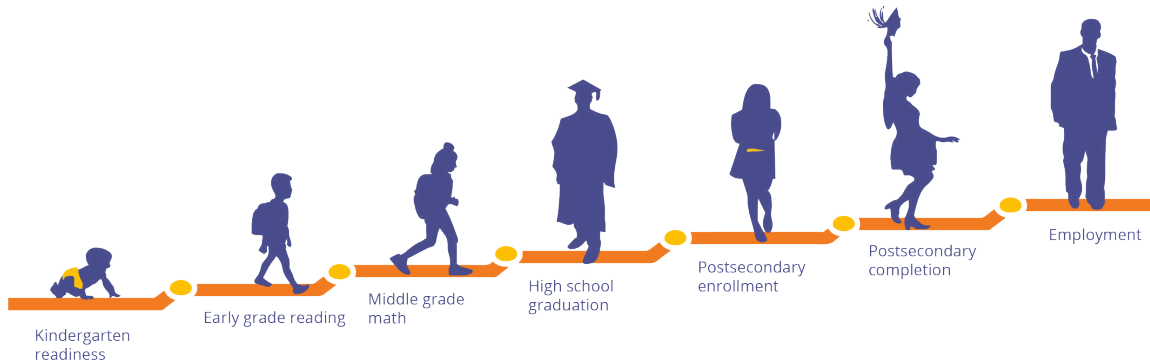 Kindergarten
readiness
Early grade reading
Middle grade
math
High school
graduation
Postsecondary
enrollment
Postsecondary
completion
Employment